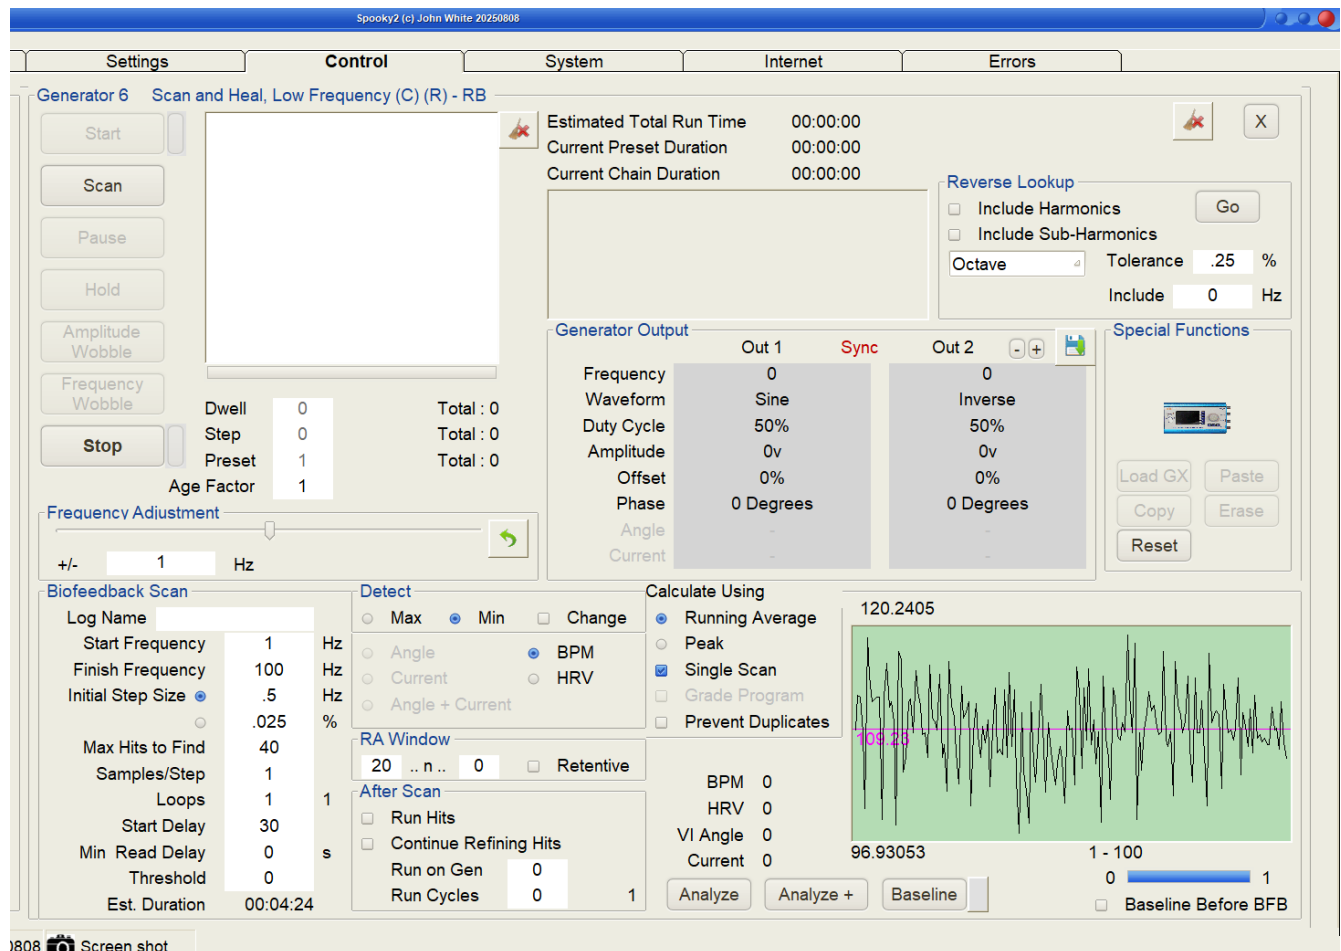 Spooky2 (c) John White 20250808
Settings Control System Internet Errors
Generator 6 Scan and Heal, Low Frequency (C) (R) - RB
Start
Scan
Pause
Hold
Amplitude
Wobble
Frequency
Wobble
Stop
Dwell 0 Total : 0
Step 0 Total : 0
Preset 1 Total : 0
Age Factor 1
Estimated Total Run Time 00:00:00
Current Preset Duration 00:00:00
Current Chain Duration 00:00:00
X
Reverse Lookup
Include Harmonics Go
Include Sub-Harmonics
Octave Tolerance .25 %
Include 0 Hz
Generator Output
Out 1 Sync Out 2 - +
Frequency 0 0
Waveform Sine Inverse
Duty Cycle 50% 50%
Amplitude 0v 0v
Offset 0% 0%
Phase 0 Degrees 0 Degrees
Angle - -
Current - -
Special Functions
Load GX Paste
Copy Erase
Reset
Frequency Adjustment
+/- 1 Hz
Biofeedback Scan
Log Name
Start Frequency 1 Hz
Finish Frequency 100 Hz
Initial Step Size .5 Hz
.025 %
Max Hits to Find 40
Samples/Step 1
Loops 1 1
Start Delay 30
Min Read Delay 0 s
Threshold 0
Est. Duration 00:04:24
Detect
Max Min Change
Angle BPM
Current HRV
Angle + Current
RA Window
20 .. n .. 0 Retentive
After Scan
Run Hits
Continue Refining Hits
Run on Gen 0
Run Cycles 0 1
Calculate Using
Running Average
Peak
Single Scan
Grade Program
Prevent Duplicates
BPM 0
HRV 0
VI Angle 0
Current 0
Analyze Analyze + Baseline
120.2405
109.23
96.93053 1 - 100
0 1
Baseline Before BFB
0808 Screen shot